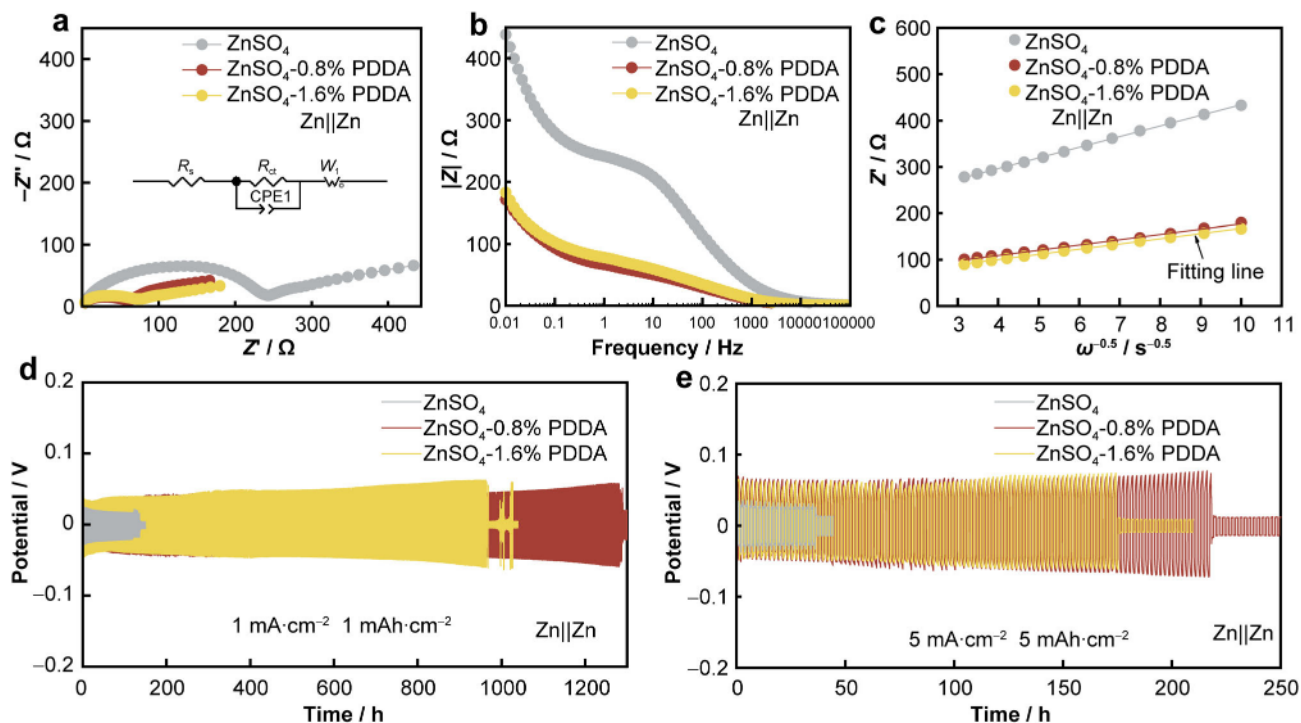 a
ZnSO₄
ZnSO₄-0.8% PDDA
ZnSO₄-1.6% PDDA
Zn||Zn
Rₛ
R_ct
W₁
CPE1
400
300
200
100
0
100
200
300
400
−Z″ / Ω
Z′ / Ω
b
ZnSO₄
ZnSO₄-0.8% PDDA
ZnSO₄-1.6% PDDA
Zn||Zn
400
300
200
100
0
0.01
0.1
1
10
100
1000
10000
100000
|Z| / Ω
Frequency / Hz
c
ZnSO₄
ZnSO₄-0.8% PDDA
ZnSO₄-1.6% PDDA
Zn||Zn
Fitting line
600
500
400
300
200
100
0
3
4
5
6
7
8
9
10
11
Z′ / Ω
ω⁻⁰·⁵ / s⁻⁰·⁵
d
ZnSO₄
ZnSO₄-0.8% PDDA
ZnSO₄-1.6% PDDA
1 mA·cm⁻² 1 mAh·cm⁻²
Zn||Zn
0.2
0.1
0
−0.1
−0.2
0
200
400
600
800
1000
1200
Potential / V
Time / h
e
ZnSO₄
ZnSO₄-0.8% PDDA
ZnSO₄-1.6% PDDA
5 mA·cm⁻² 5 mAh·cm⁻²
Zn||Zn
0.2
0.1
0
−0.1
−0.2
0
50
100
150
200
250
Potential / V
Time / h